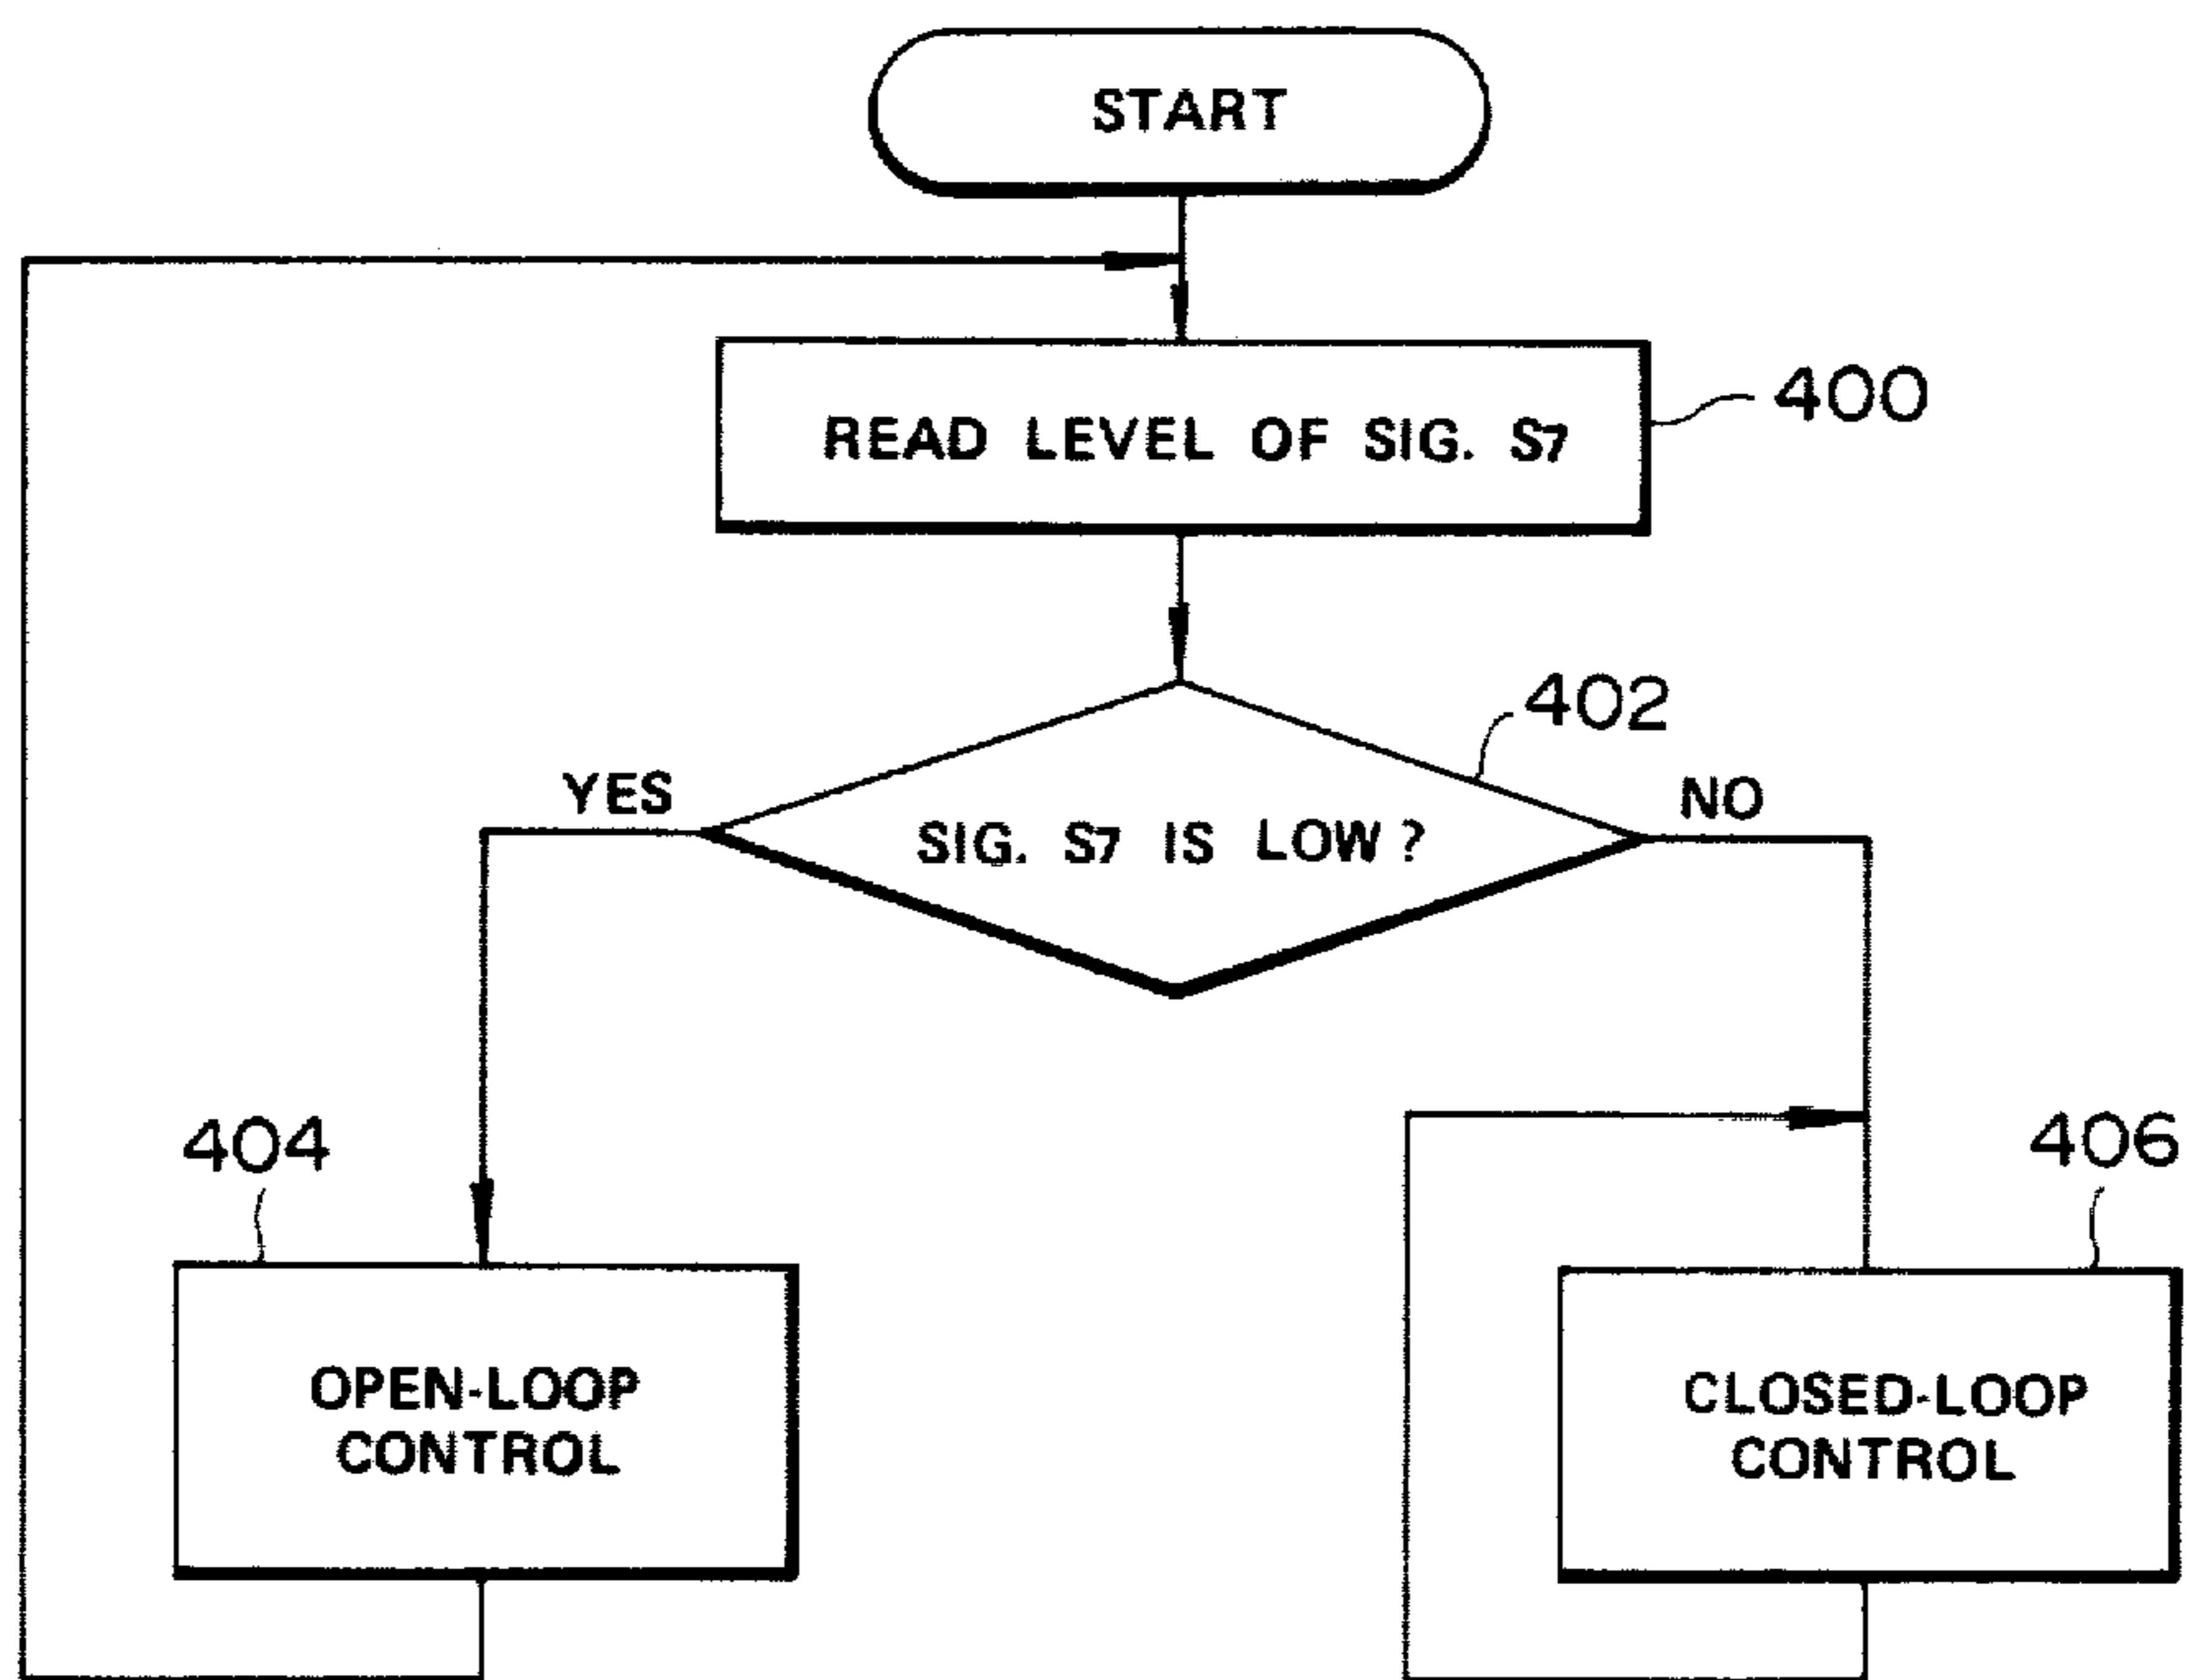 START
READ LEVEL OF SIG. S7
400
402
YES
NO
SIG. S7 IS LOW?
404
406
OPEN-LOOP
CONTROL
CLOSED-LOOP
CONTROL